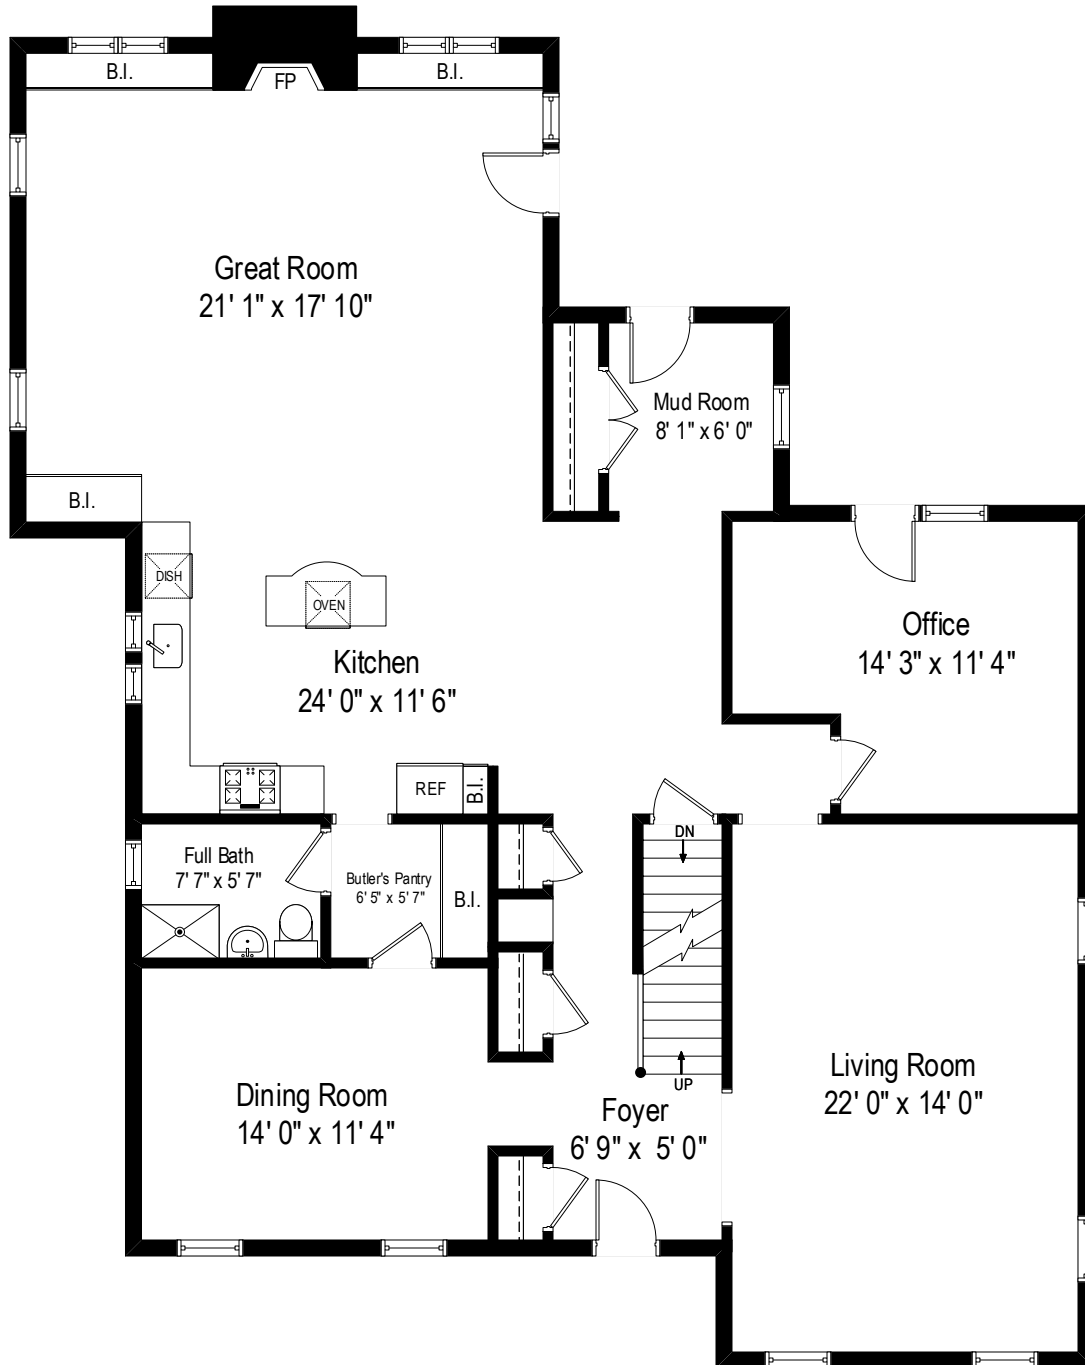 B.I.
FP
B.I.
Great Room
21' 1" x 17' 10"
Mud Room
8' 1" x 6' 0"
B.I.
DISH
OVEN
Office
14' 3" x 11' 4"
Kitchen
24' 0" x 11' 6"
REF
B.I.
DN
Full Bath
7' 7" x 5' 7"
Butler's Pantry
6' 5" x 5' 7"
B.I.
Living Room
22' 0" x 14' 0"
UP
Dining Room
14' 0" x 11' 4"
Foyer
6' 9" x 5' 0"